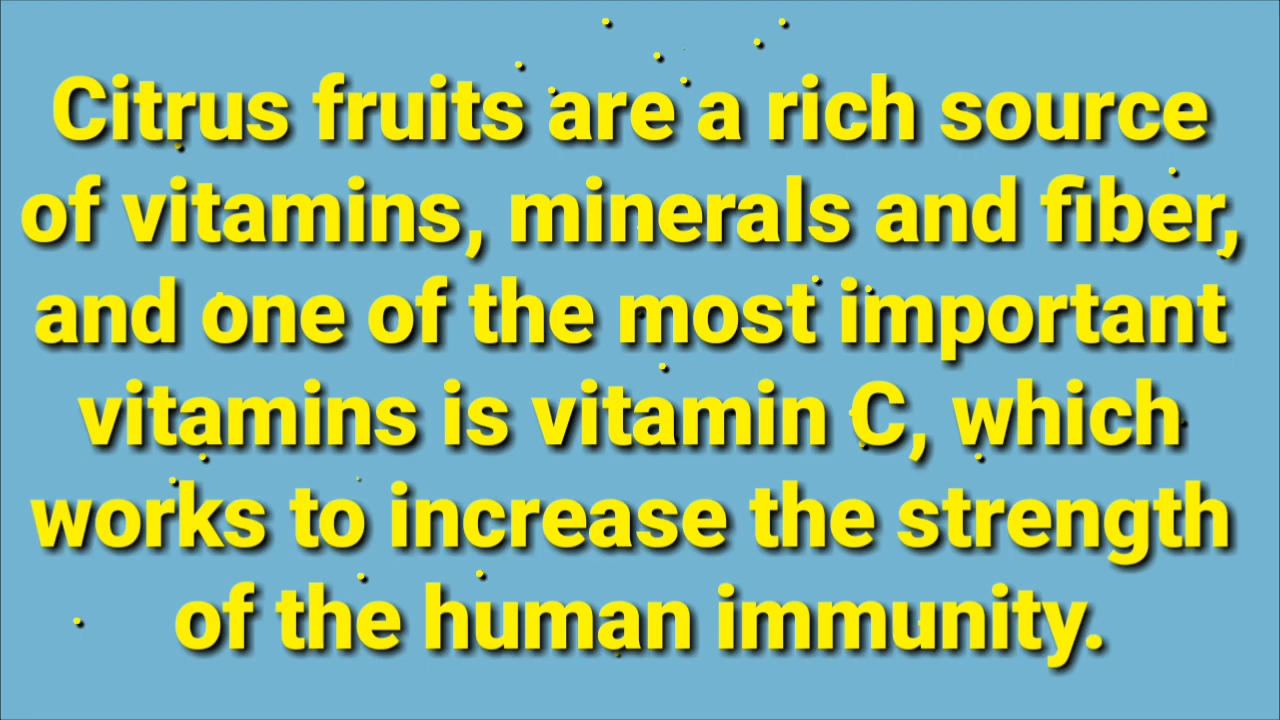 Citrus fruits are a rich source
of vitamins, minerals and fiber,
and one of the most important
vitamins is vitamin C, which
works to increase the strength
of the human immunity.